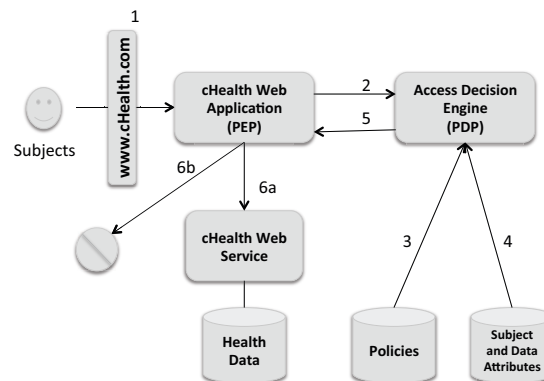 1
www.cHealth.com
Subjects
cHealth Web
Application
(PEP)
2
5
Access Decision
Engine
(PDP)
6b
6a
cHealth Web
Service
3
4
Health
Data
Policies
Subject
and Data
Attributes